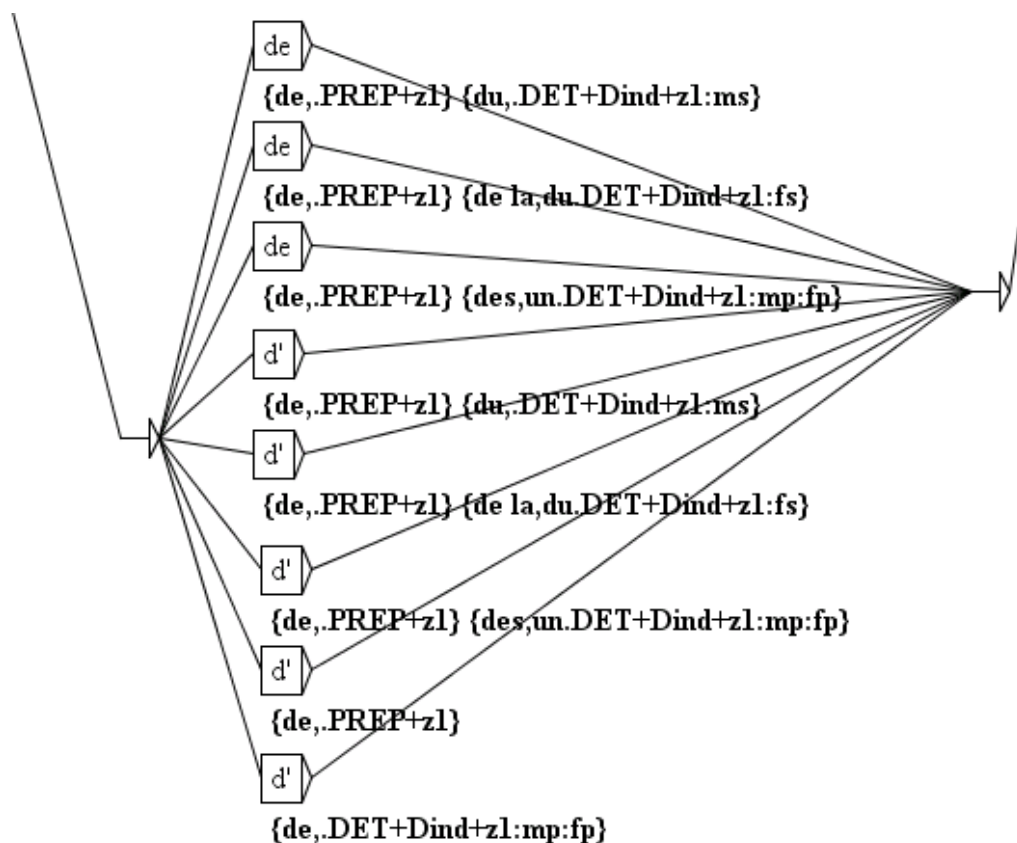 de
{de,.PREP+z1} {du,.DET+Dind+z1:ms}
de
{de,.PREP+z1} {de la,du.DET+Dind+z1:fs}
de
{de,.PREP+z1} {des,un.DET+Dind+z1:mp:fp}
d'
{de,.PREP+z1} {du,.DET+Dind+z1:ms}
d'
{de,.PREP+z1} {de la,du.DET+Dind+z1:fs}
d'
{de,.PREP+z1} {des,un.DET+Dind+z1:mp:fp}
d'
{de,.PREP+z1}
d'
{de,.DET+Dind+z1:mp:fp}